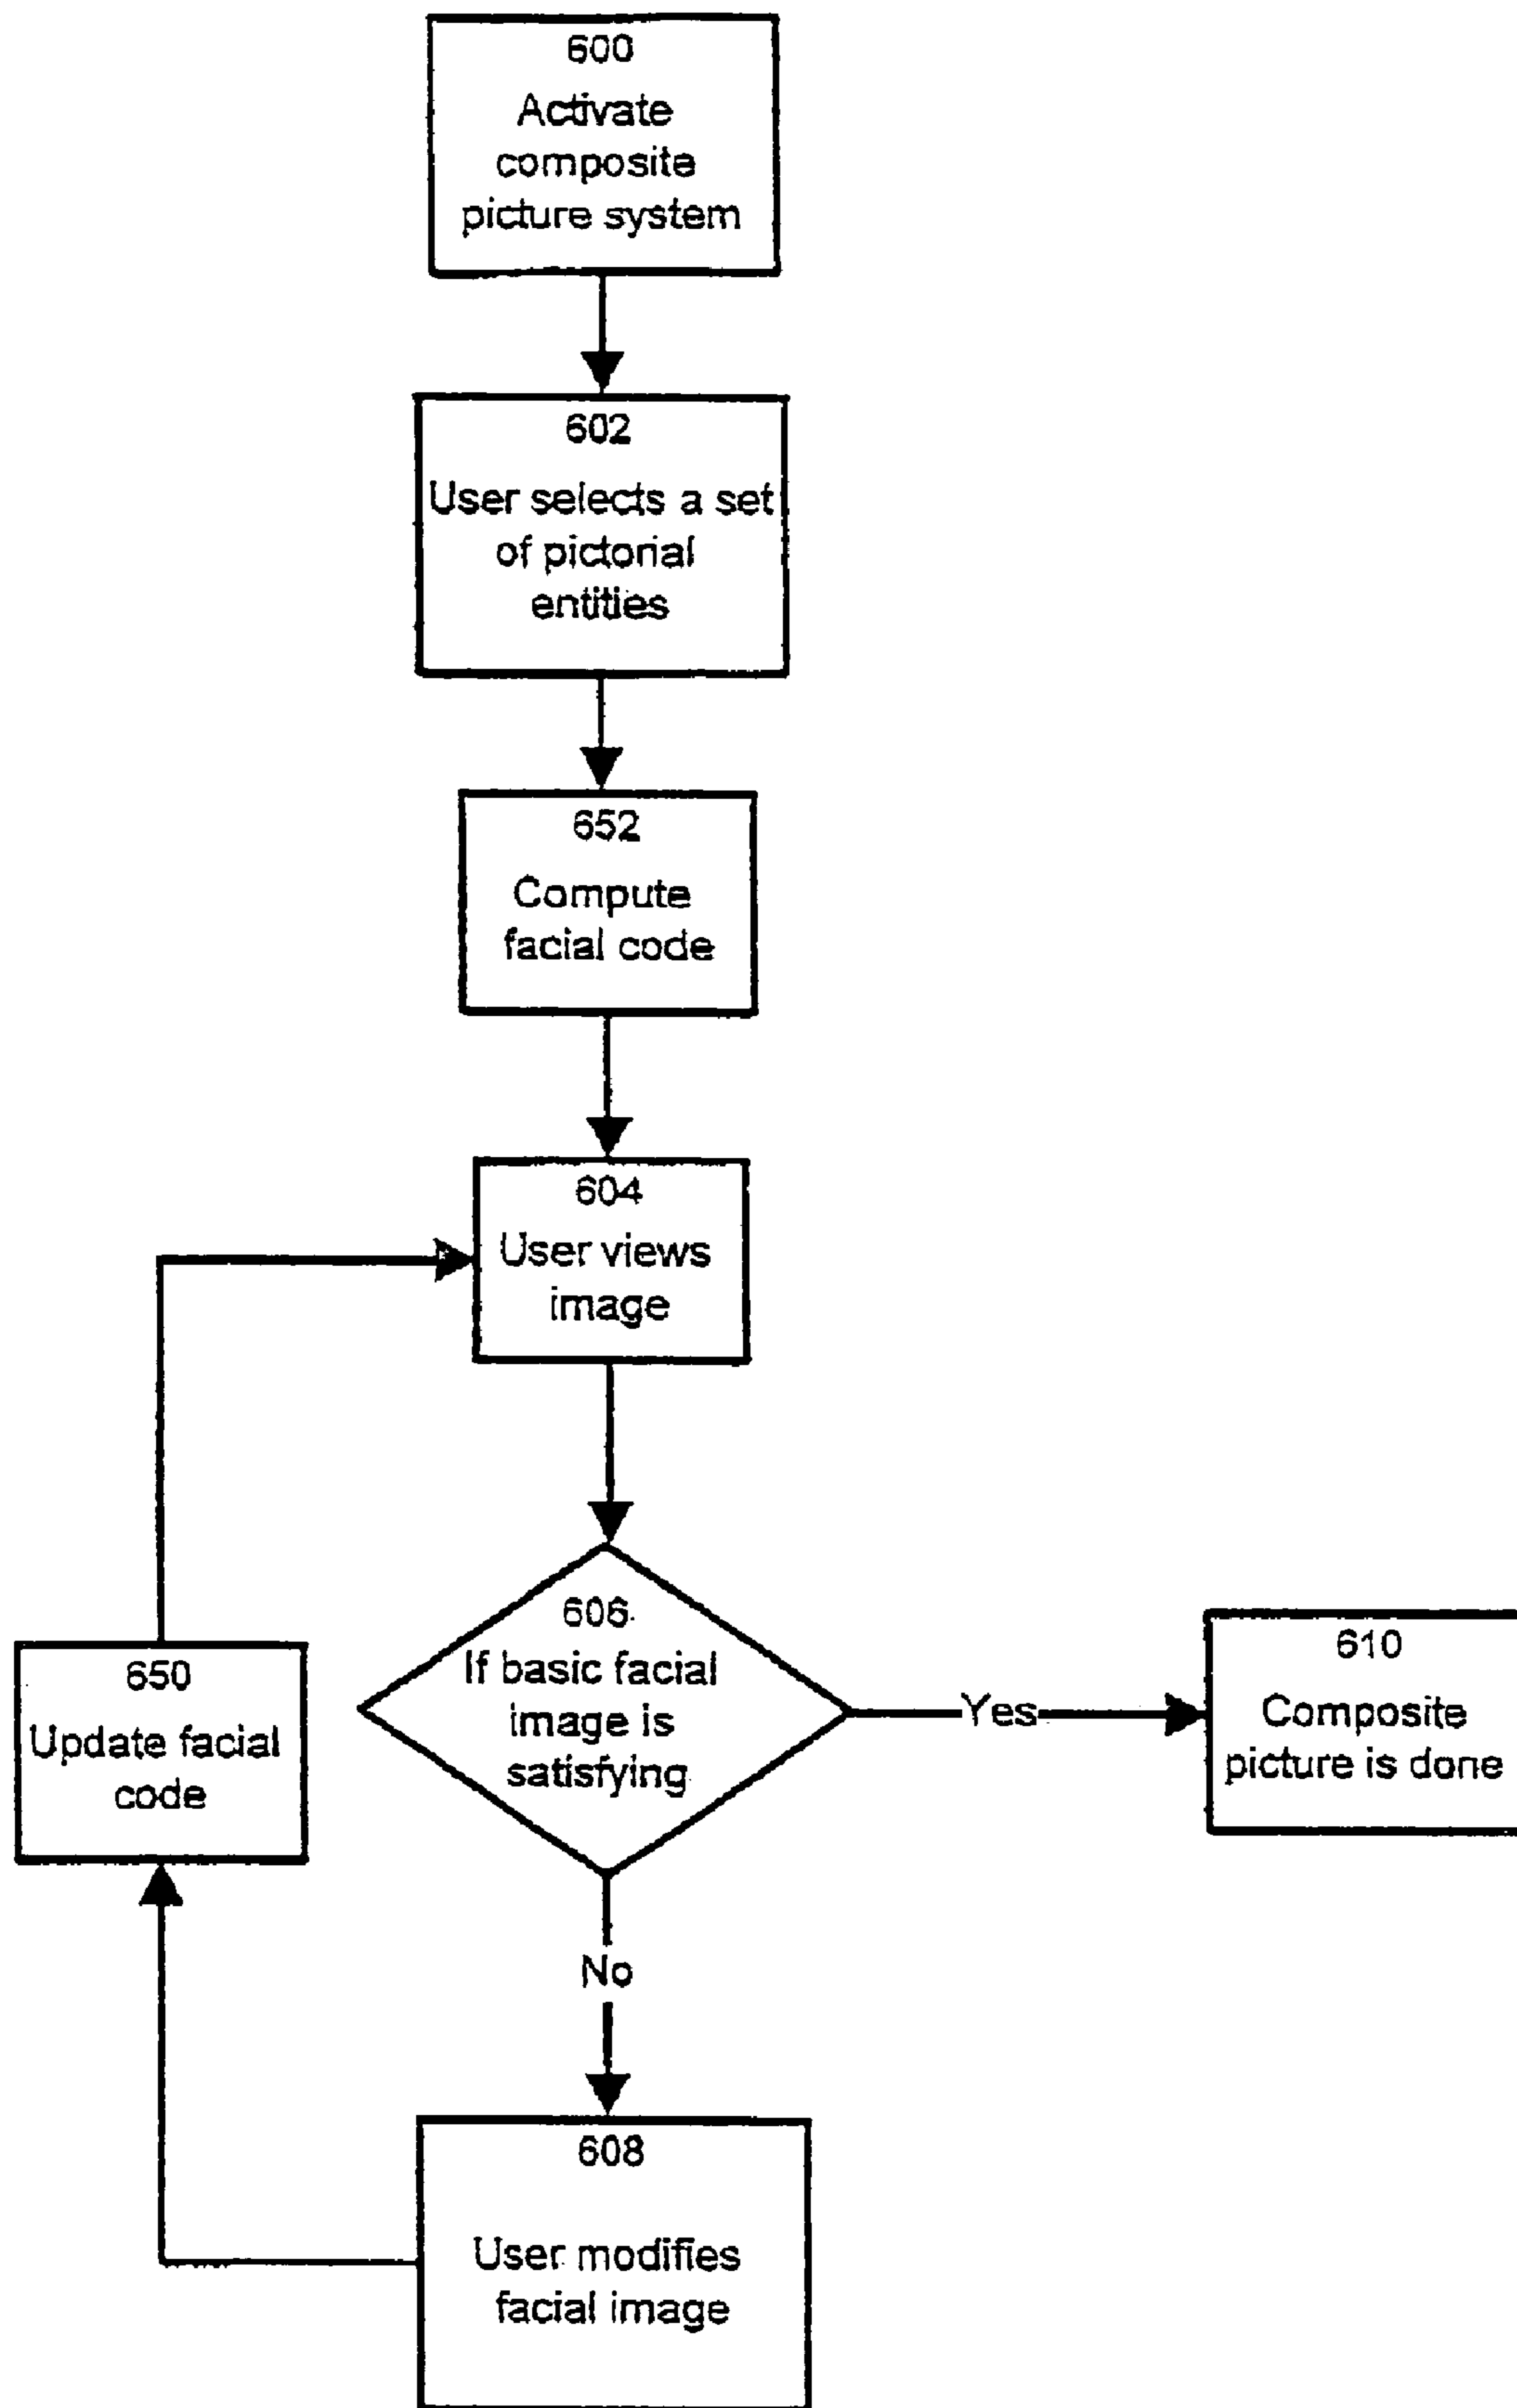 600
Activate
composite
picture system
602
User selects a set
of pictorial
entities
652
Compute
facial code
604
User views
image
606
If basic facial
image is
satisfying
Yes
610
Composite
picture is done
650
Update facial
code
No
608
User modifies
facial image